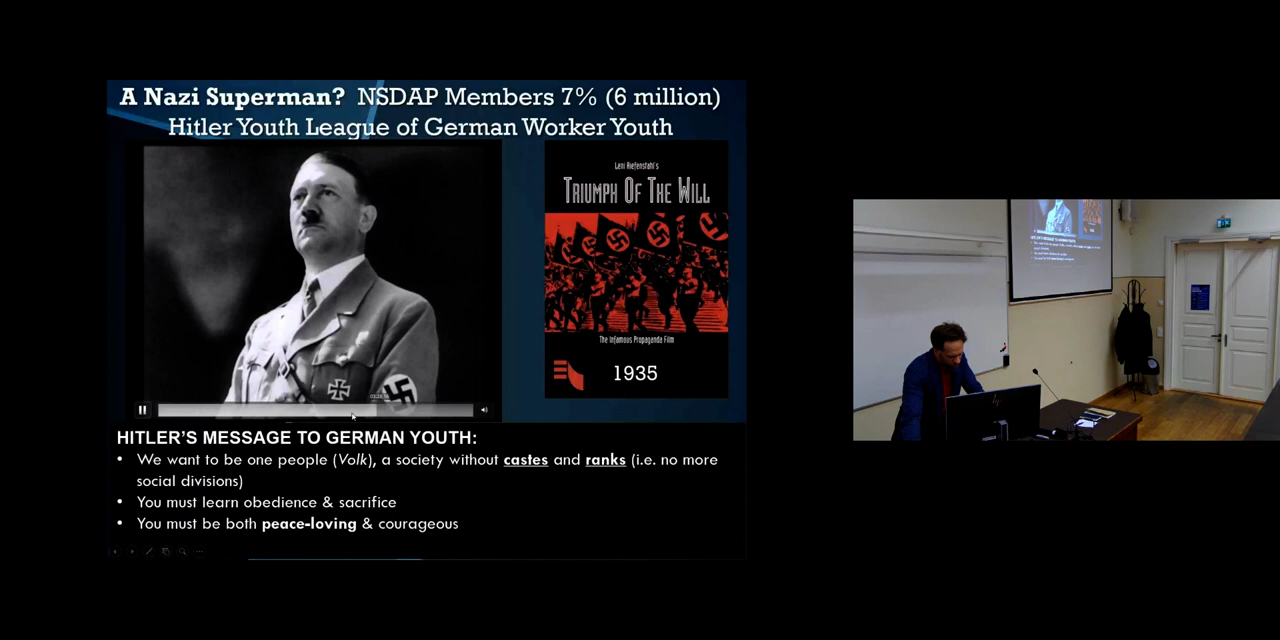 A Nazi Superman? NSDAP Members 7% (6 million)
Hitler Youth League of German Worker Youth
Leni Riefenstahl's
TRIUMPH OF THE WILL
The Infamous Propaganda Film
1935
HITLER'S MESSAGE TO GERMAN YOUTH:
• We want to be one people (Volk), a society without castes and ranks (i.e. no more
social divisions)
• You must learn obedience & sacrifice
• You must be both peace-loving & courageous